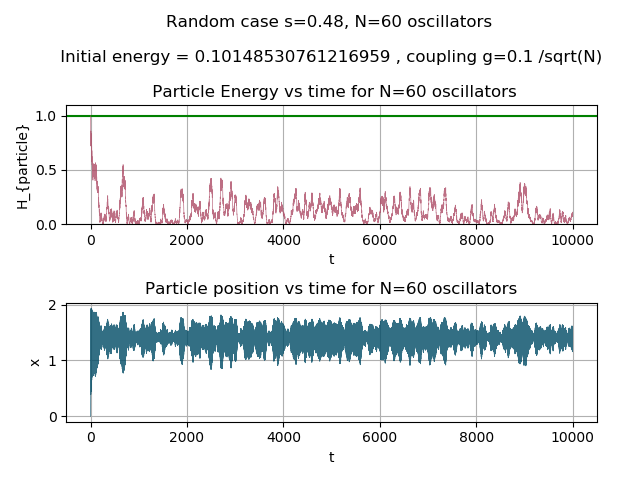 Random case s=0.48, N=60 oscillators
Initial energy = 0.10148530761216959 , coupling g=0.1 /sqrt(N)
Particle Energy vs time for N=60 oscillators
H_{particle}
1.0
0.5
0.0
0 2000 4000 6000 8000 10000
t
Particle position vs time for N=60 oscillators
x
2
1
0
0 2000 4000 6000 8000 10000
t